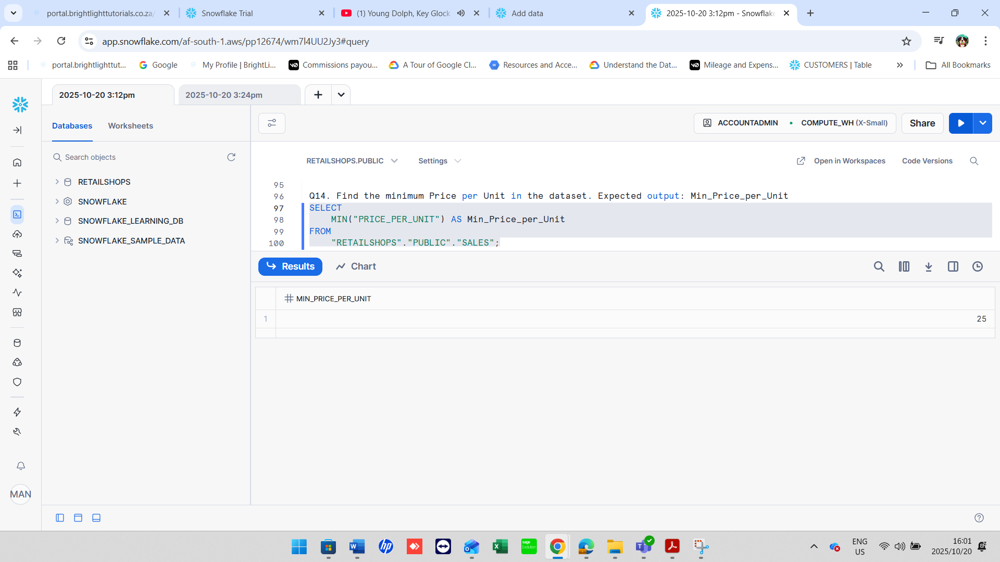 portal.brightlighttutorials.co.za/
Snowflake Trial
(1) Young Dolph, Key Glock
Add data
2025-10-20 3:12pm - Snowflake
app.snowflake.com/af-south-1.aws/pp12674/wm7l4UU2Jy3#query
portal.brightlighttut...
Google
My Profile | BrightLi...
Commissions payou...
A Tour of Google Cl...
Resources and Acce...
Understand the Dat...
Mileage and Expens...
CUSTOMERS | Table
All Bookmarks
2025-10-20 3:12pm
2025-10-20 3:24pm
Databases
Worksheets
ACCOUNTADMIN
COMPUTE_WH (X-Small)
Share
Search objects
RETAILSHOPS
SNOWFLAKE
SNOWFLAKE_LEARNING_DB
SNOWFLAKE_SAMPLE_DATA
RETAILSHOPS.PUBLIC
Settings
Open in Workspaces
Code Versions
95
96 Q14. Find the minimum Price per Unit in the dataset. Expected output: Min_Price_per_Unit
97 SELECT
98 MIN("PRICE_PER_UNIT") AS Min_Price_per_Unit
99 FROM
100 "RETAILSHOPS"."PUBLIC"."SALES";
Results
Chart
MIN_PRICE_PER_UNIT
1 25
MAN
sage
Evolution
ENG
US
16:01
2025/10/20